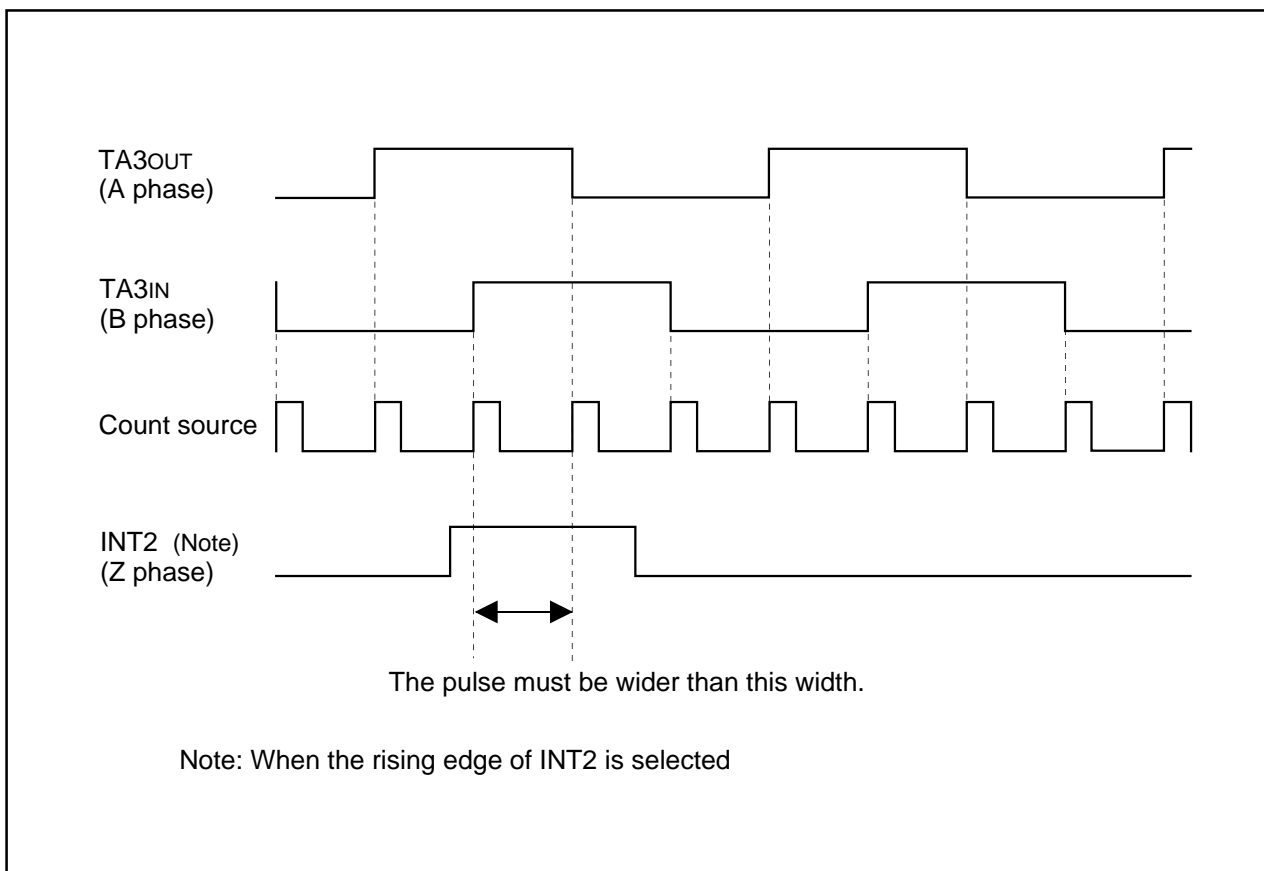 TA3OUT
(A phase)
TA3IN
(B phase)
Count source
INT2 (Note)
(Z phase)
The pulse must be wider than this width.
Note: When the rising edge of INT2 is selected